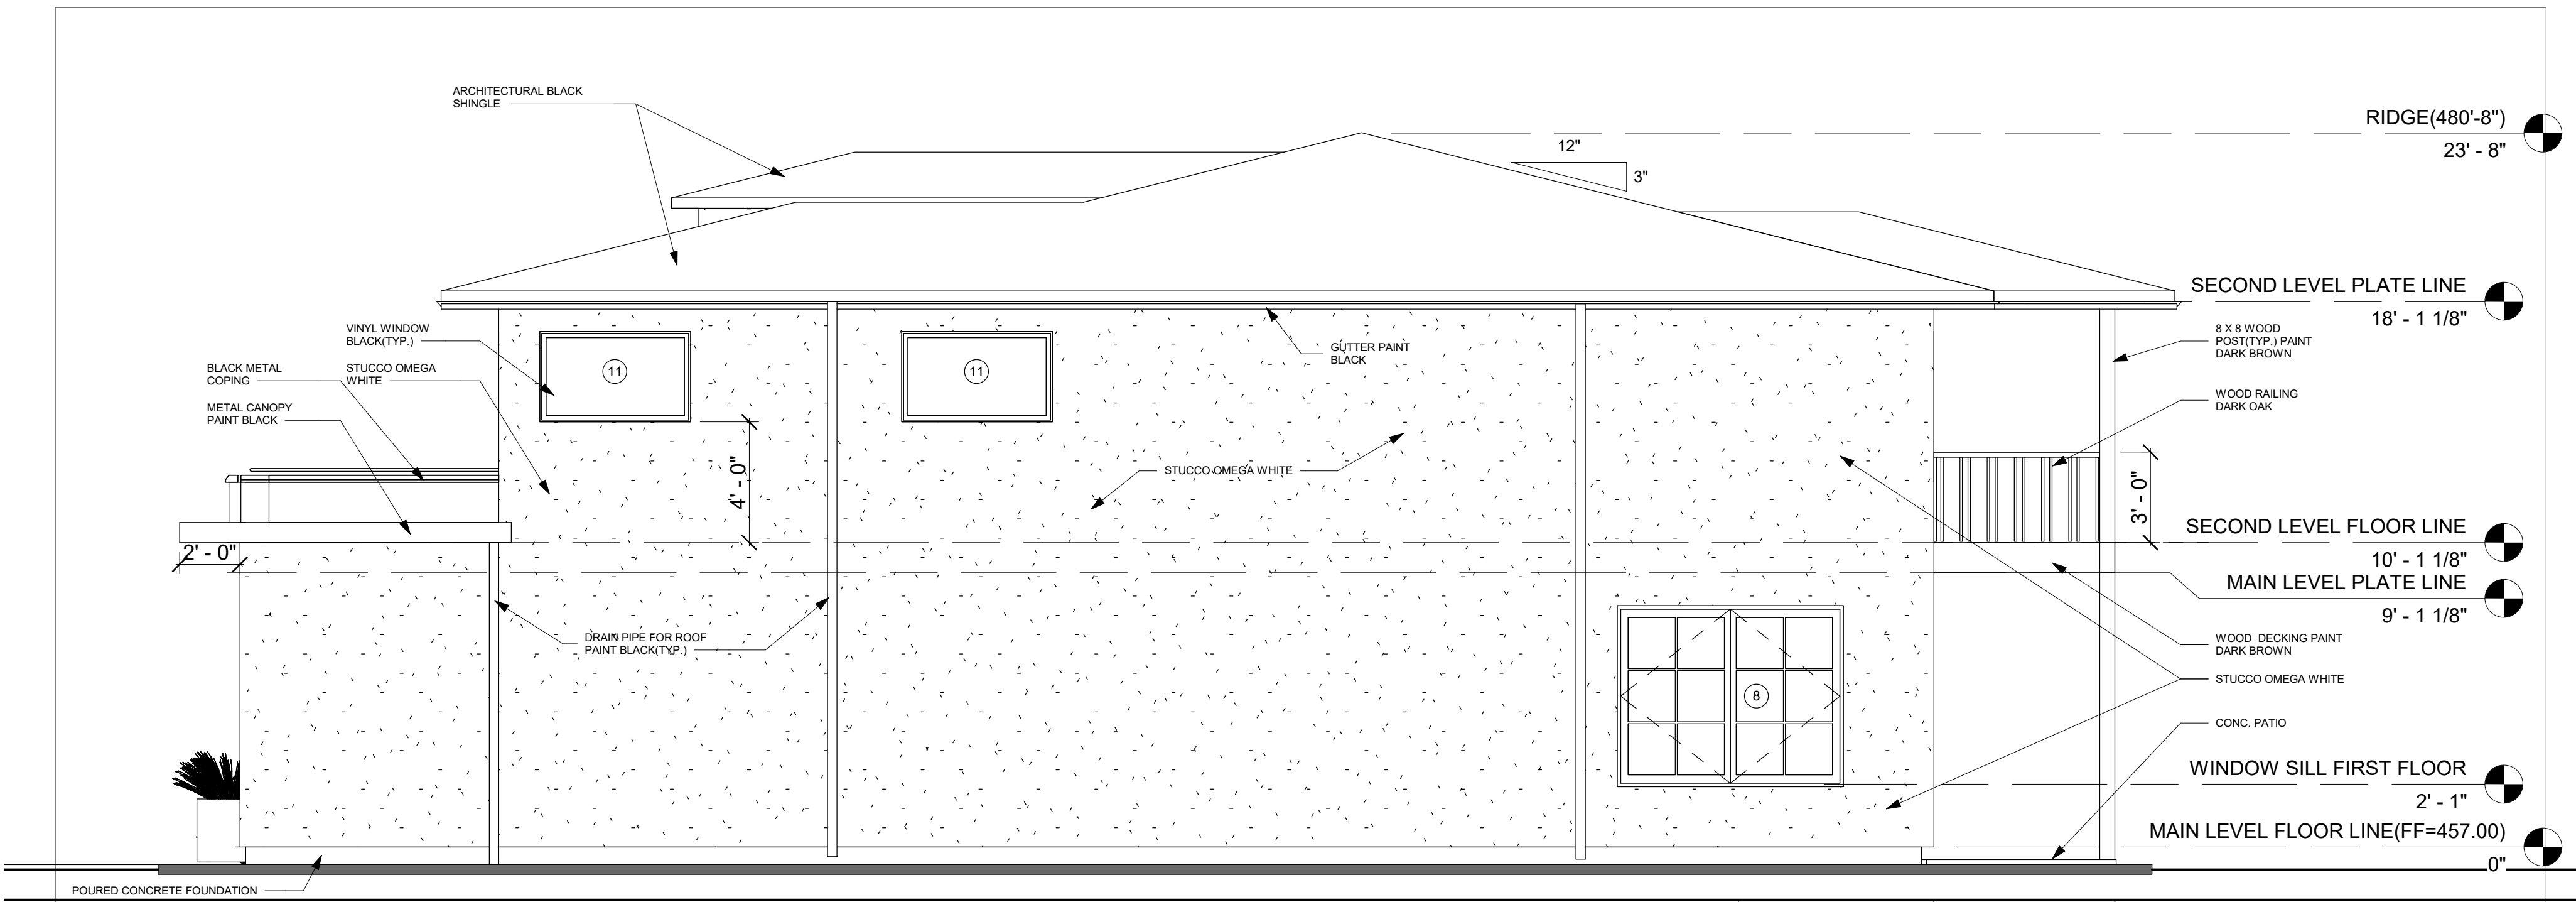 ARCHITECTURAL BLACK
SHINGLE
RIDGE(480'-8")
23' - 8"
12"
3"
SECOND LEVEL PLATE LINE
18' - 1 1/8"
VINYL WINDOW
BLACK(TYP.)
8 X 8 WOOD
POST(TYP.) PAINT
DARK BROWN
GUTTER PAINT
BLACK
BLACK METAL
COPING
STUCCO OMEGA
WHITE
11
11
METAL CANOPY
PAINT BLACK
WOOD RAILING
DARK OAK
4' - 0"
STUCCO OMEGA WHITE
3' - 0"
SECOND LEVEL FLOOR LINE
10' - 1 1/8"
2' - 0"
MAIN LEVEL PLATE LINE
9' - 1 1/8"
DRAIN PIPE FOR ROOF
PAINT BLACK(TYP.)
WOOD DECKING PAINT
DARK BROWN
STUCCO OMEGA WHITE
8
CONC. PATIO
WINDOW SILL FIRST FLOOR
2' - 1"
MAIN LEVEL FLOOR LINE(FF=457.00)
0"
POURED CONCRETE FOUNDATION